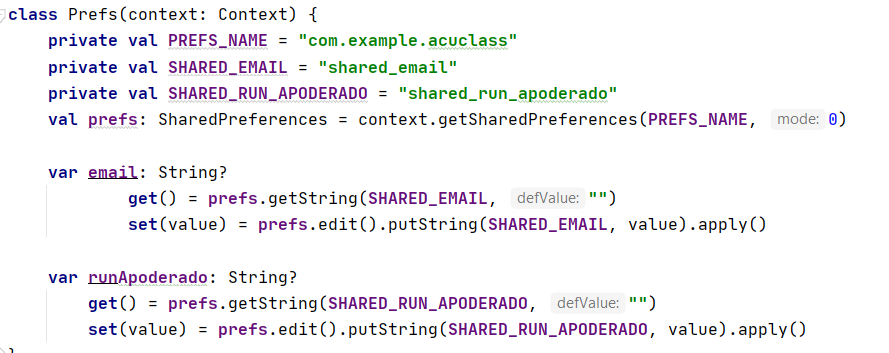 class Prefs(context: Context) {
    private val PREFS_NAME = "com.example.acuclass"
    private val SHARED_EMAIL = "shared_email"
    private val SHARED_RUN_APODERADO = "shared_run_apoderado"
    val prefs: SharedPreferences = context.getSharedPreferences(PREFS_NAME, mode: 0)
    var email: String?
            get() = prefs.getString(SHARED_EMAIL, defValue: "")
            set(value) = prefs.edit().putString(SHARED_EMAIL, value).apply()
    var runApoderado: String?
        get() = prefs.getString(SHARED_RUN_APODERADO, defValue: "")
        set(value) = prefs.edit().putString(SHARED_RUN_APODERADO, value).apply()
}